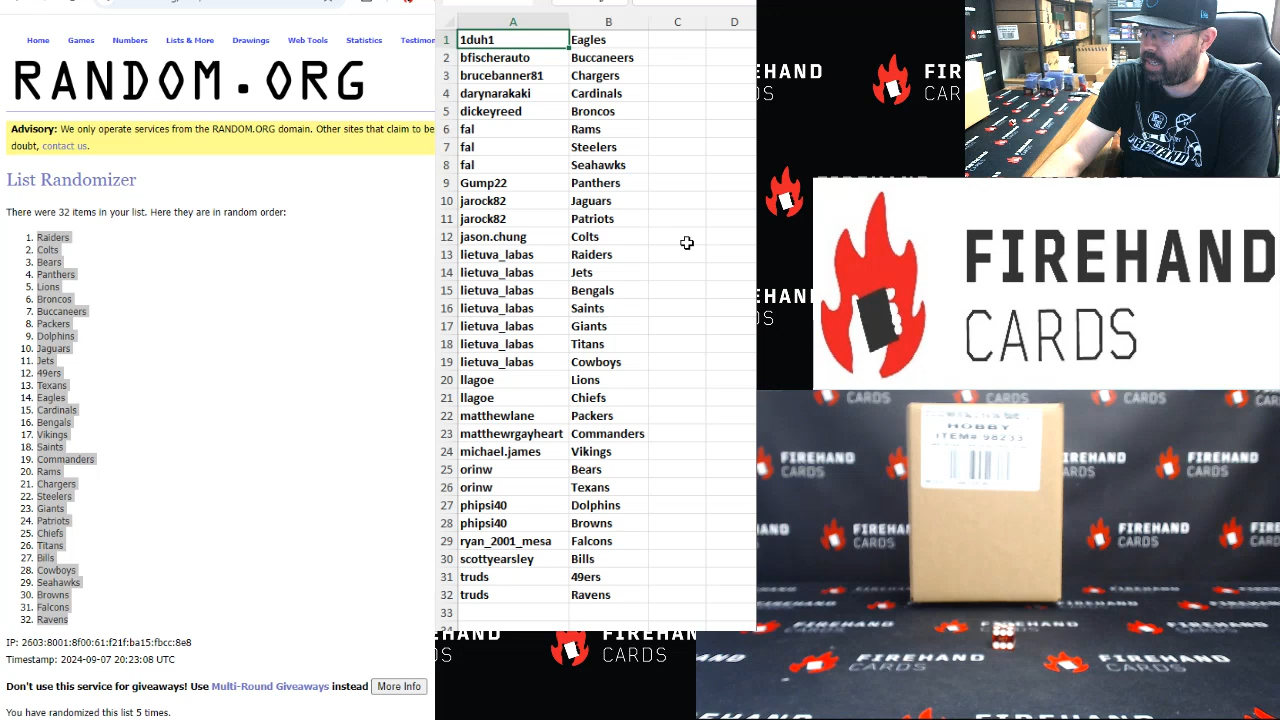 Home Games Numbers Lists & More Drawings Web Tools Statistics Testimor
RANDOM.ORG
Advisory: We only operate services from the RANDOM.ORG domain. Other sites that claim to be
doubt, contact us.
List Randomizer
There were 32 items in your list. Here they are in random order:
1. Raiders
2. Colts
3. Bears
4. Panthers
5. Lions
6. Broncos
7. Buccaneers
8. Packers
9. Dolphins
10. Jaguars
11. Jets
12. 49ers
13. Texans
14. Eagles
15. Cardinals
16. Bengals
17. Vikings
18. Saints
19. Commanders
20. Rams
21. Chargers
22. Steelers
23. Giants
24. Patriots
25. Chiefs
26. Titans
27. Bills
28. Cowboys
29. Seahawks
30. Browns
31. Falcons
32. Ravens
IP: 2603:8001:8f00:61:f21f:ba15:fbcc:8e8
Timestamp: 2024-09-07 20:23:08 UTC
Don't use this service for giveaways! Use Multi-Round Giveaways instead More Info
You have randomized this list 5 times.
A B C D
1 1duh1 Eagles
2 bfischerauto Buccaneers
3 brucebanner81 Chargers
4 darynarakaki Cardinals
5 dickeyreed Broncos
6 fal Rams
7 fal Steelers
8 fal Seahawks
9 Gump22 Panthers
10 jarock82 Jaguars
11 jarock82 Patriots
12 jason.chung Colts
13 lietuva_labas Raiders
14 lietuva_labas Jets
15 lietuva_labas Bengals
16 lietuva_labas Saints
17 lietuva_labas Giants
18 lietuva_labas Titans
19 lietuva_labas Cowboys
20 llagoe Lions
21 llagoe Chiefs
22 matthewlane Packers
23 matthewrgayheart Commanders
24 michael.james Vikings
25 orinw Bears
26 orinw Texans
27 phipsi40 Dolphins
28 phipsi40 Browns
29 ryan_2001_mesa Falcons
30 scottyearsley Bills
31 truds 49ers
32 truds Ravens
33
FIREHAND
CARDS
HOBBY
ITEM# 98233
FIREHAND
CARDS
FIREHAND
CARDS
FIREHAND
CARDS
FIREHAND
CARDS